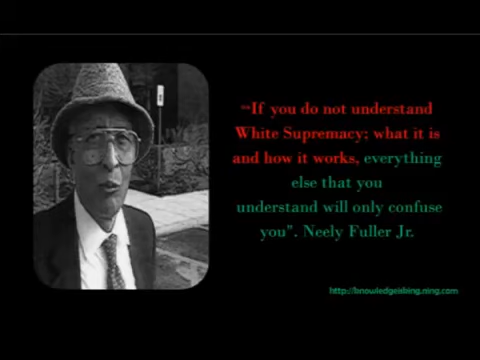 "If you do not understand
White Supremacy; what it is
and how it works, everything
else that you
understand will only confuse
you". Neely Fuller Jr.
http://knowledgeisking.ning.com